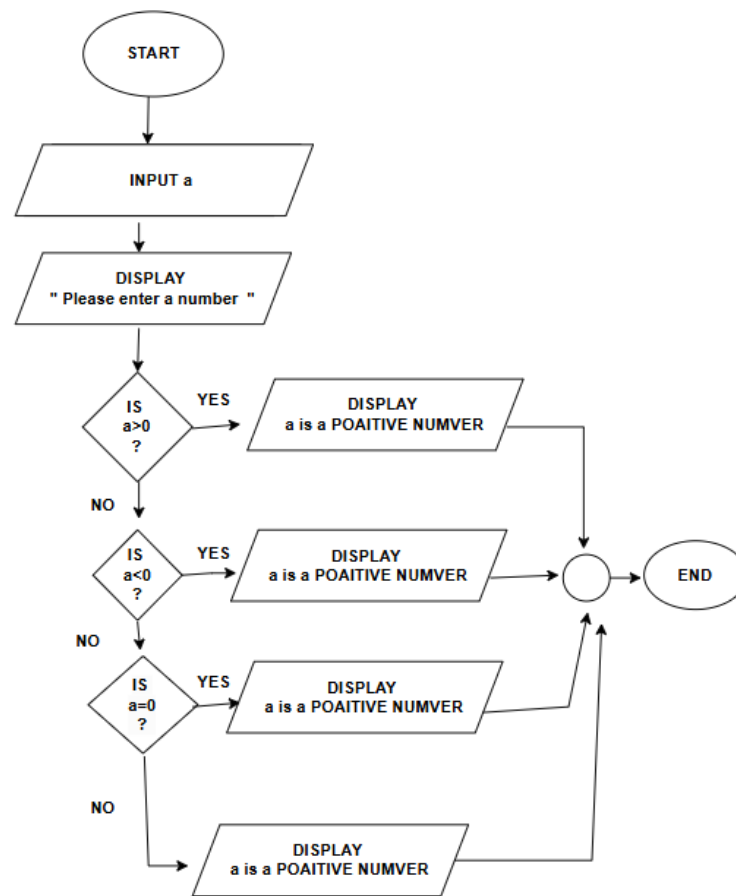 START
INPUT a
DISPLAY
" Please enter a number "
IS
a>0
?
YES
DISPLAY
a is a POAITIVE NUMVER
NO
IS
a<0
?
YES
DISPLAY
a is a POAITIVE NUMVER
END
NO
IS
a=0
?
YES
DISPLAY
a is a POAITIVE NUMVER
NO
DISPLAY
a is a POAITIVE NUMVER